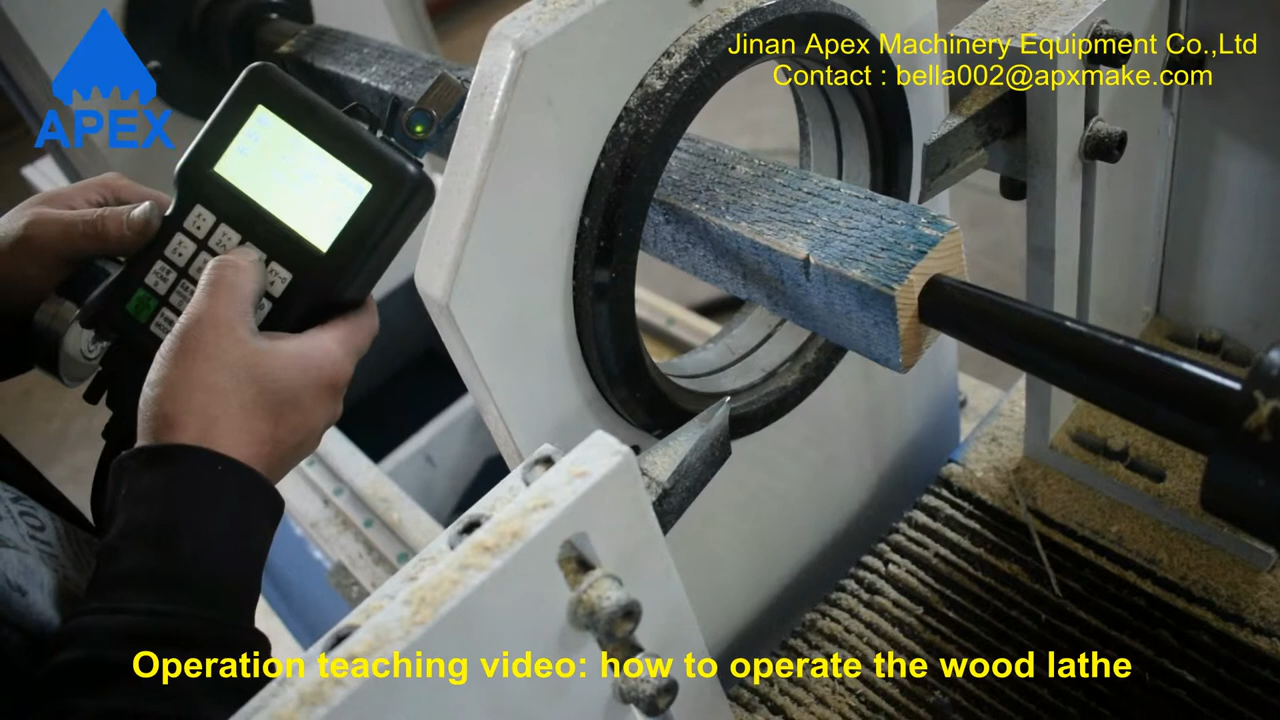 Jinan Apex Machinery Equipment Co.,Ltd
Contact : bella002@apxmake.com
APEX
Operation teaching video: how to operate the wood lathe